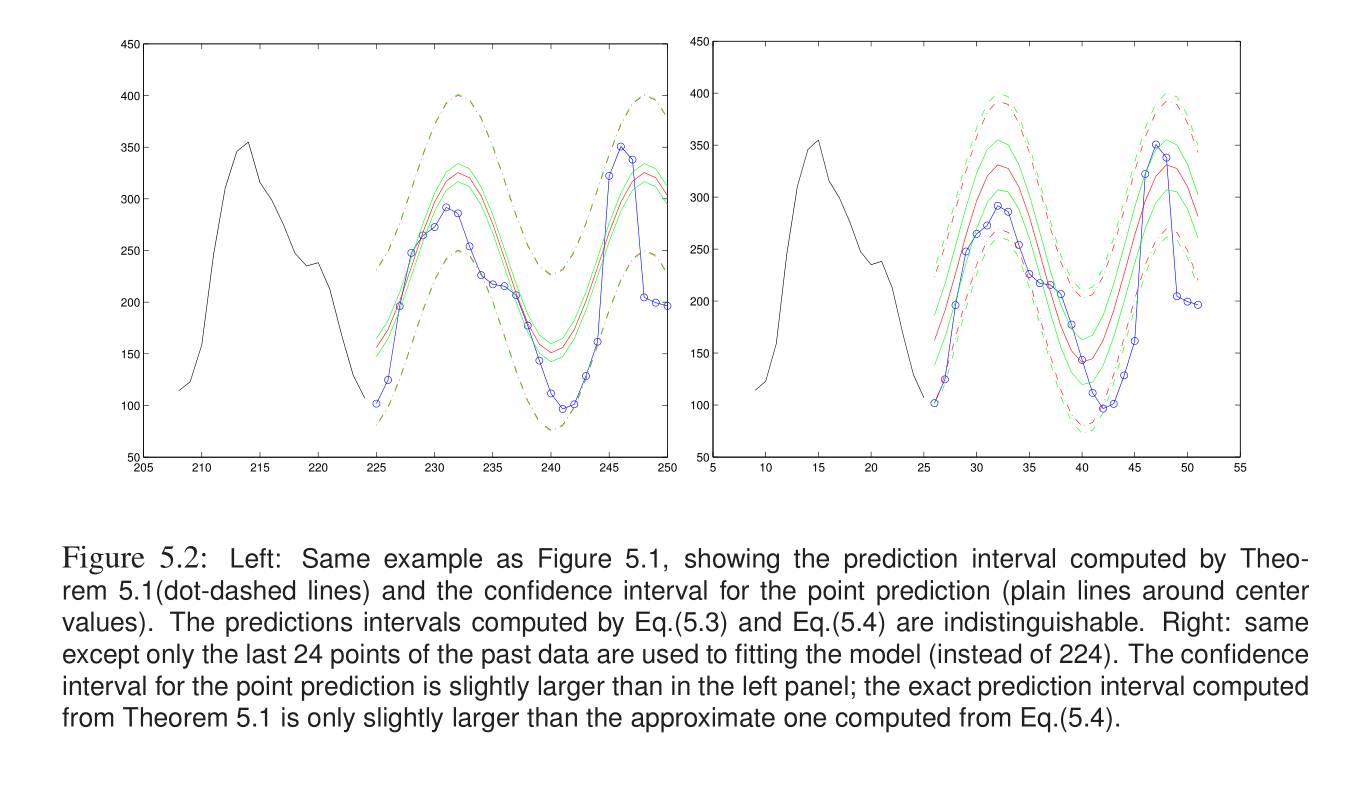 450
400
350
300
250
200
150
100
50
205 210 215 220 225 230 235 240 245 250
450
400
350
300
250
200
150
100
50
5 10 15 20 25 30 35 40 45 50 55
Figure 5.2: Left: Same example as Figure 5.1, showing the prediction interval computed by Theo-
rem 5.1(dot-dashed lines) and the confidence interval for the point prediction (plain lines around center
values). The predictions intervals computed by Eq.(5.3) and Eq.(5.4) are indistinguishable. Right: same
except only the last 24 points of the past data are used to fitting the model (instead of 224). The confidence
interval for the point prediction is slightly larger than in the left panel; the exact prediction interval computed
from Theorem 5.1 is only slightly larger than the approximate one computed from Eq.(5.4).